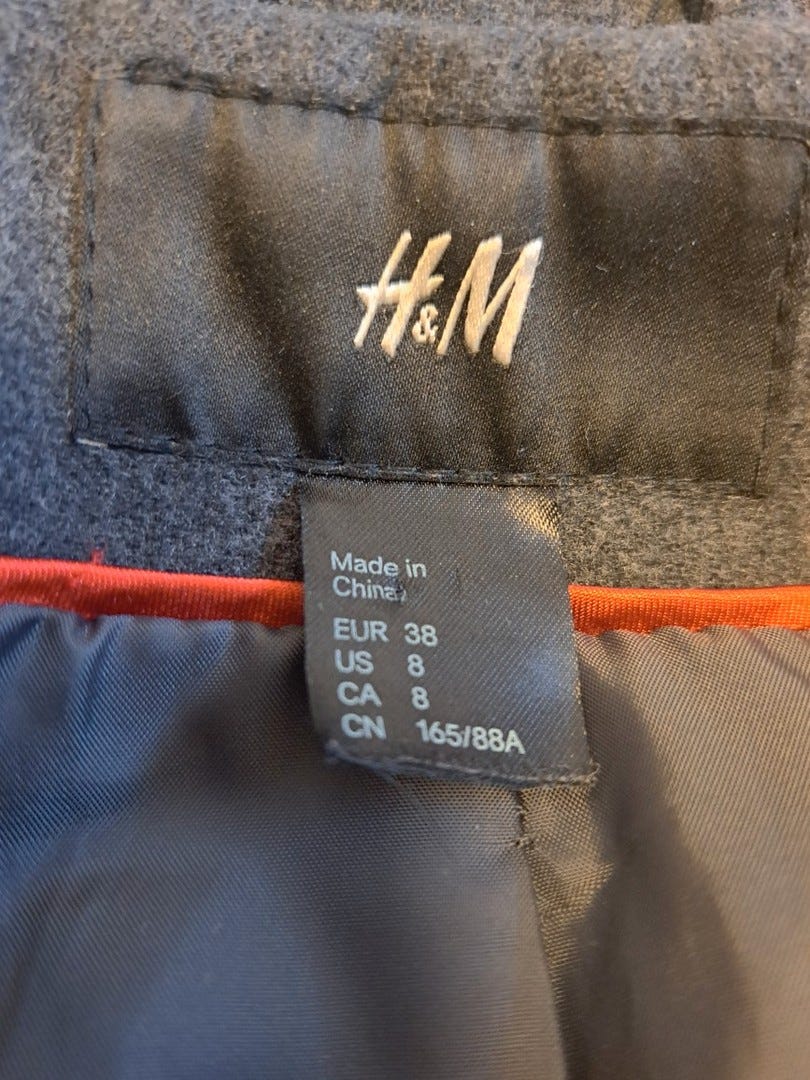 H&M
Made in
China
EUR 38
US 8
CA 8
CN 165/88A